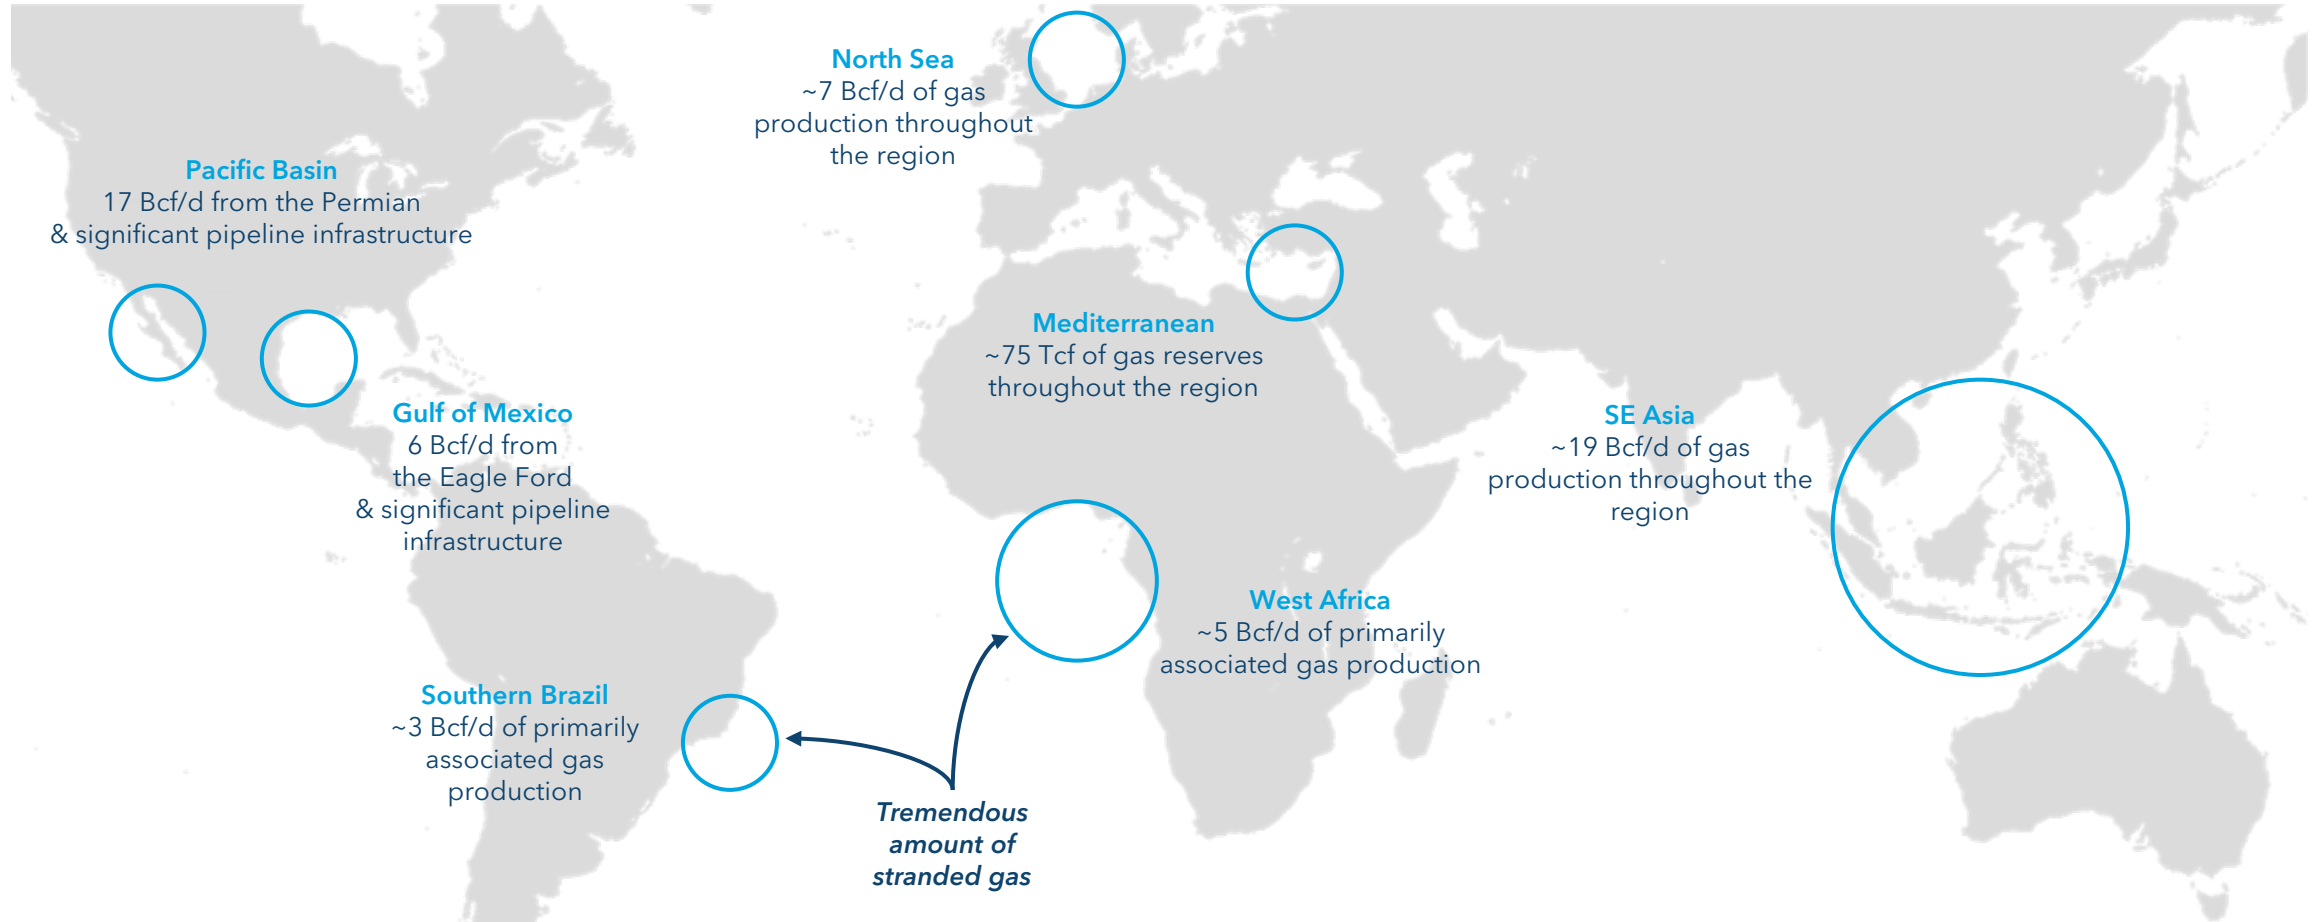 North Sea
~7 Bcf/d of gas
production throughout
the region
Pacific Basin
17 Bcf/d from the Permian
& significant pipeline infrastructure
Mediterranean
~75 Tcf of gas reserves
throughout the region
Gulf of Mexico
6 Bcf/d from
the Eagle Ford
& significant pipeline
infrastructure
SE Asia
~19 Bcf/d of gas
production throughout the
region
West Africa
~5 Bcf/d of primarily
associated gas production
Southern Brazil
~3 Bcf/d of primarily
associated gas
production
Tremendous
amount of
stranded gas